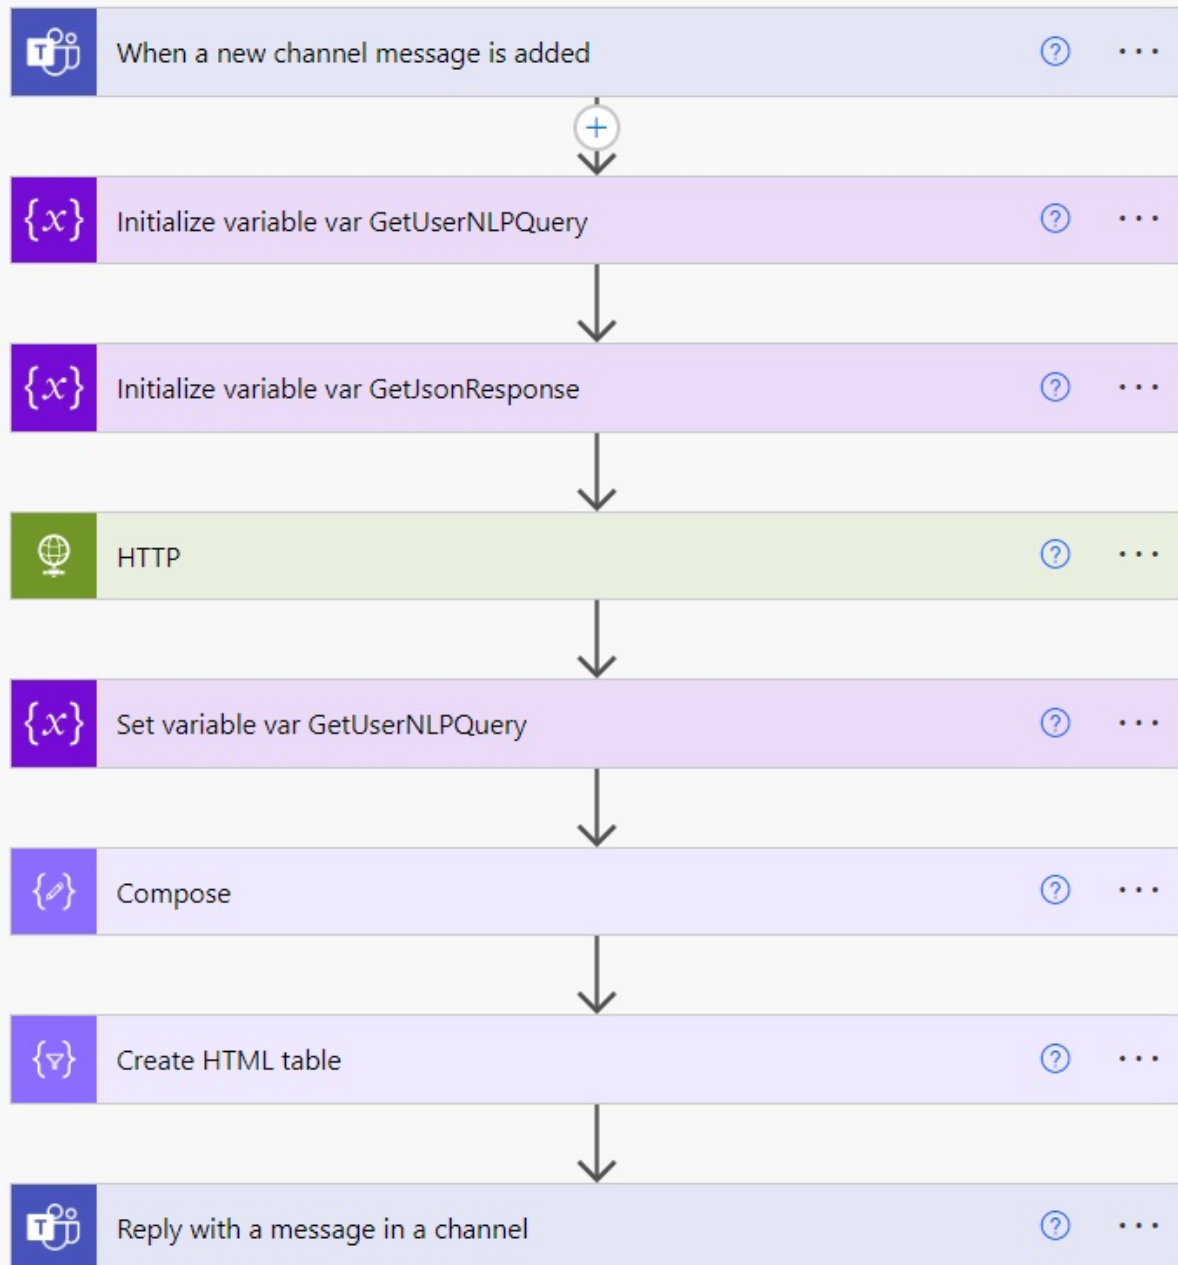 When a new channel message is added
Initialize variable var GetUserNLPQuery
Initialize variable var GetJsonResponse
HTTP
Set variable var GetUserNLPQuery
Compose
Create HTML table
Reply with a message in a channel